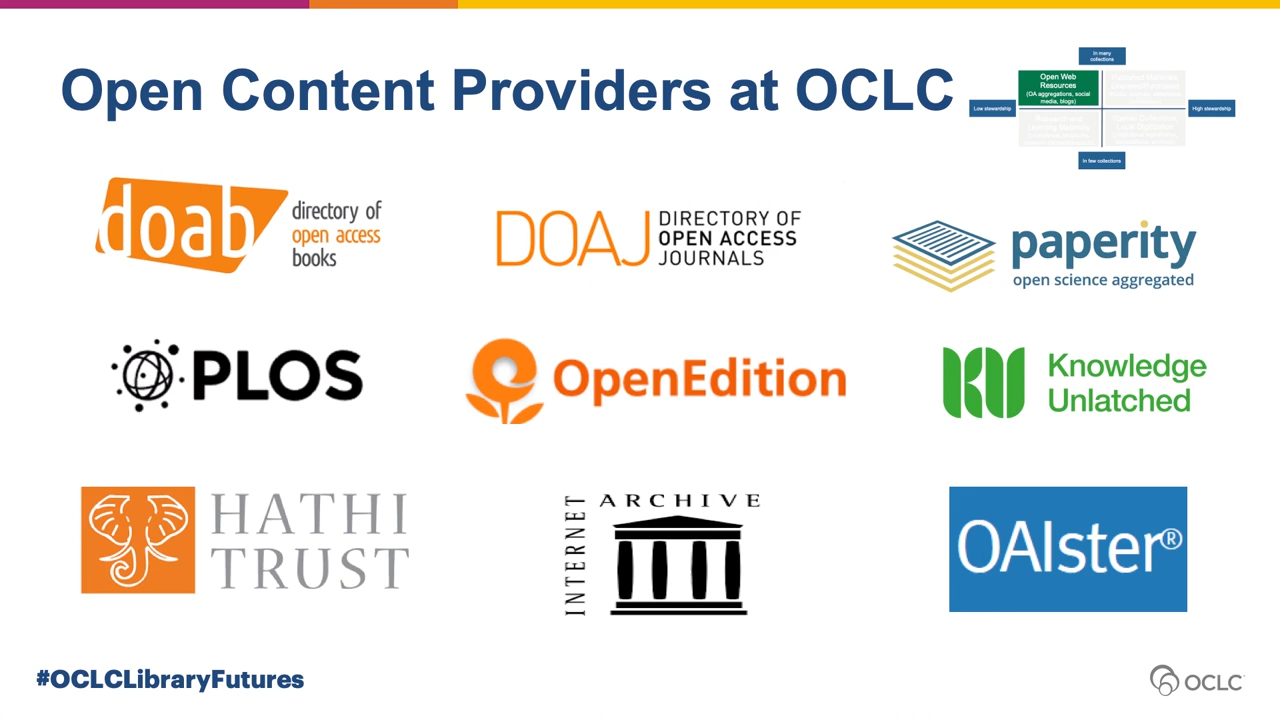 Open Content Providers at OCLC
In many
collections
Open Web
Resources
(OA aggregations, social
media, blogs)
Low stewardship
High stewardship
In few collections
doab
directory of
open access
books
DOAJ
DIRECTORY OF
OPEN ACCESS
JOURNALS
paperity
open science aggregated
PLOS
OpenEdition
Knowledge
Unlatched
HATHI
TRUST
INTERNET
ARCHIVE
OAIster®
#OCLCLibraryFutures
OCLC